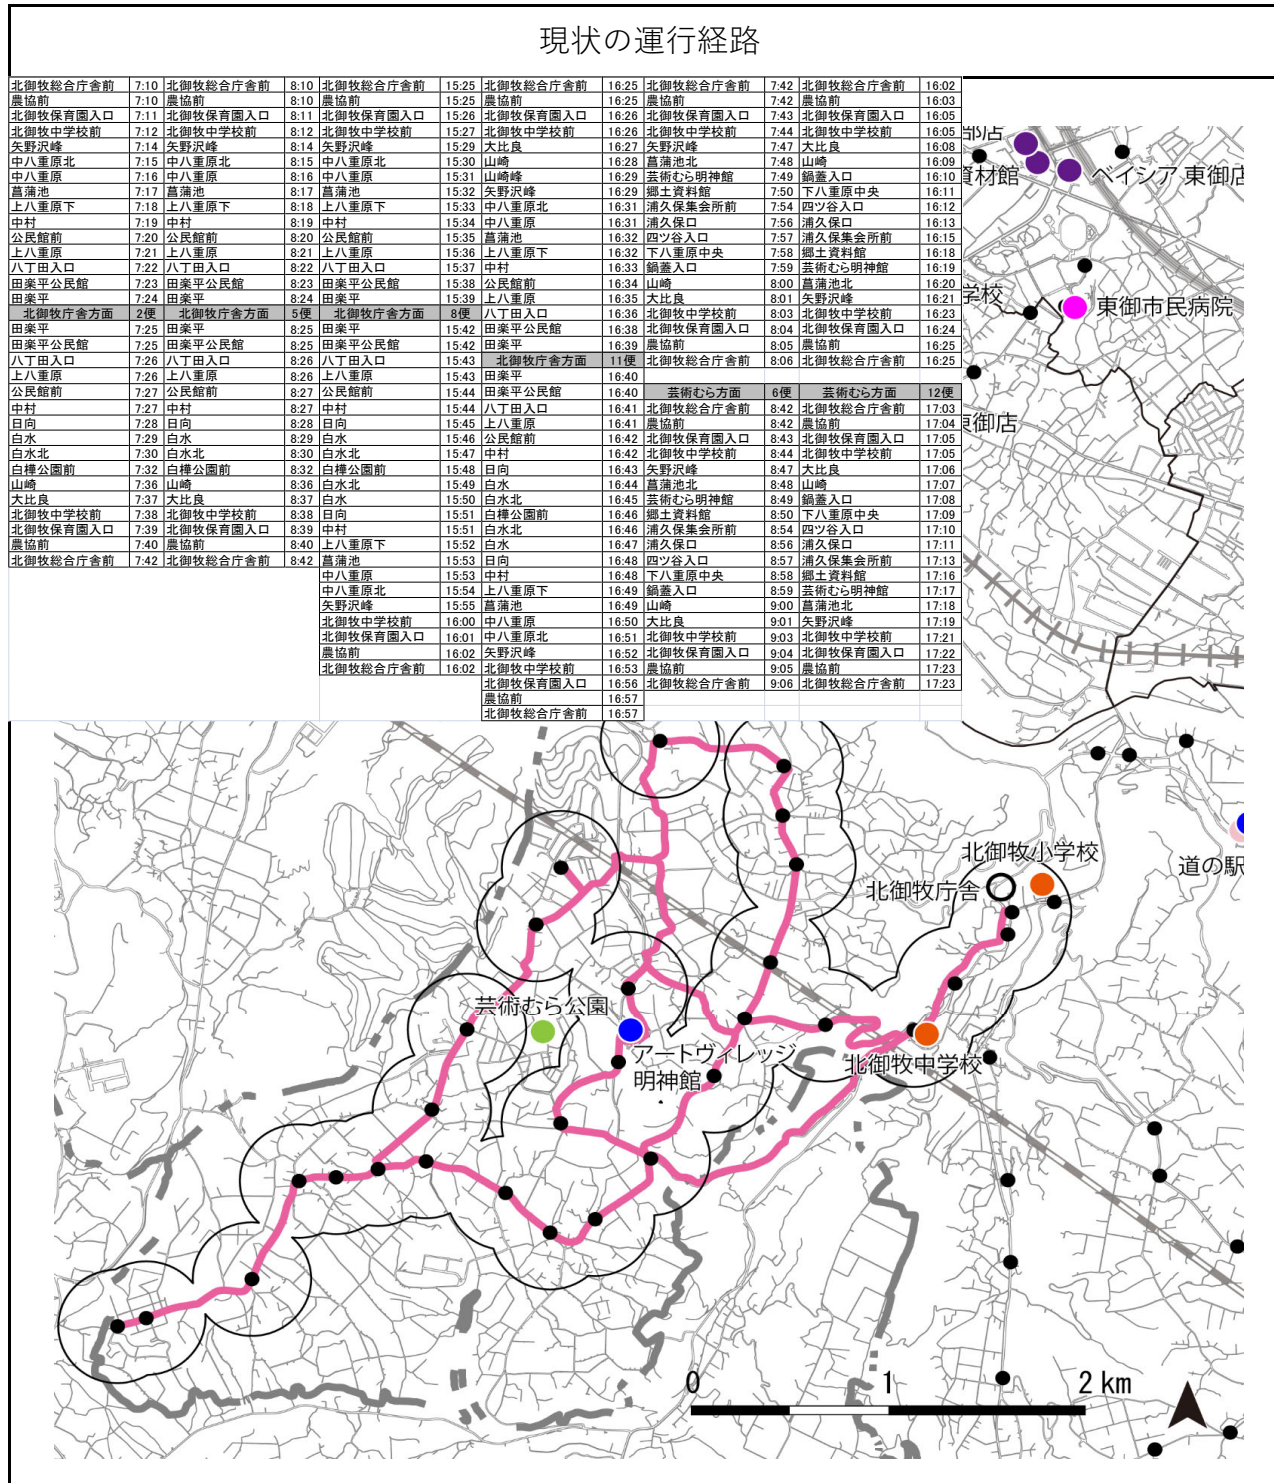 現状の運行経路
北御牧総合庁舎前 7:10 北御牧総合庁舎前 8:10 北御牧総合庁舎前 15:25 北御牧総合庁舎前 16:25 北御牧総合庁舎前 7:42 北御牧総合庁舎前 16:02
農協前 7:10 農協前 8:10 農協前 15:25 農協前 16:25 農協前 7:42 農協前 16:03
北御牧保育園入口 7:11 北御牧保育園入口 8:11 北御牧保育園入口 15:26 北御牧保育園入口 16:26 北御牧保育園入口 7:43 北御牧保育園入口 16:05
北御牧中学校前 7:12 北御牧中学校前 8:12 北御牧中学校前 15:27 北御牧中学校前 16:26 北御牧中学校前 7:44 北御牧中学校前 16:05
矢野沢峰 7:14 矢野沢峰 8:14 矢野沢峰 15:29 大比良 16:27 矢野沢峰 7:47 大比良 16:08
中八重原北 7:15 中八重原北 8:15 中八重原北 15:30 山崎 16:28 菖蒲池北 7:48 山崎 16:09
中八重原 7:16 中八重原 8:16 中八重原 15:31 山崎峰 16:29 芸術むら明神館 7:49 鍋蓋入口 16:10
菖蒲池 7:17 菖蒲池 8:17 菖蒲池 15:32 矢野沢峰 16:29 郷土資料館 7:50 下八重原中央 16:11
上八重原下 7:18 上八重原下 8:18 上八重原下 15:33 中八重原北 16:31 浦久保集会所前 7:54 四ツ谷入口 16:12
中村 7:19 中村 8:19 中村 15:34 中八重原 16:31 浦久保口 7:56 浦久保口 16:13
公民館前 7:20 公民館前 8:20 公民館前 15:35 菖蒲池 16:32 四ツ谷入口 7:57 浦久保集会所前 16:15
上八重原 7:21 上八重原 8:21 上八重原 15:36 上八重原下 16:32 下八重原中央 7:58 郷土資料館 16:18
八丁田入口 7:22 八丁田入口 8:22 八丁田入口 15:37 中村 16:33 鍋蓋入口 7:59 芸術むら明神館 16:19
田楽平公民館 7:23 田楽平公民館 8:23 田楽平公民館 15:38 公民館前 16:34 山崎 8:00 菖蒲池北 16:20
田楽平 7:24 田楽平 8:24 田楽平 15:39 上八重原 16:35 大比良 8:01 矢野沢峰 16:21
北御牧庁舎方面 2便 北御牧庁舎方面 5便 北御牧庁舎方面 8便 八丁田入口 16:36 北御牧中学校前 8:03 北御牧中学校前 16:23
田楽平 7:25 田楽平 8:25 田楽平 15:42 田楽平公民館 16:38 北御牧保育園入口 8:04 北御牧保育園入口 16:24
田楽平公民館 7:25 田楽平公民館 8:25 田楽平公民館 15:42 田楽平 16:39 農協前 8:05 農協前 16:25
八丁田入口 7:26 八丁田入口 8:26 八丁田入口 15:43 北御牧庁舎方面 11便 北御牧総合庁舎前 8:06 北御牧総合庁舎前 16:25
上八重原 7:26 上八重原 8:26 上八重原 15:43 田楽平 16:40
公民館前 7:27 公民館前 8:27 公民館前 15:44 田楽平公民館 16:40 芸術むら方面 6便 芸術むら方面 12便
中村 7:27 中村 8:27 中村 15:44 八丁田入口 16:41 北御牧総合庁舎前 8:42 北御牧総合庁舎前 17:03
日向 7:28 日向 8:28 日向 15:45 上八重原 16:41 農協前 8:42 農協前 17:04
白水 7:29 白水 8:29 白水 15:46 公民館前 16:42 北御牧保育園入口 8:43 北御牧保育園入口 17:05
白水北 7:30 白水北 8:30 白水北 15:47 中村 16:42 北御牧中学校前 8:44 北御牧中学校前 17:05
白樺公園前 7:32 白樺公園前 8:32 白樺公園前 15:48 日向 16:43 矢野沢峰 8:47 大比良 17:06
山崎 7:36 山崎 8:36 白水北 15:49 白水 16:44 菖蒲池北 8:48 山崎 17:07
大比良 7:37 大比良 8:37 白水 15:50 白水北 16:45 芸術むら明神館 8:49 鍋蓋入口 17:08
北御牧中学校前 7:38 北御牧中学校前 8:38 日向 15:51 白樺公園前 16:46 郷土資料館 8:50 下八重原中央 17:09
北御牧保育園入口 7:39 北御牧保育園入口 8:39 中村 15:51 白水北 16:46 浦久保集会所前 8:54 四ツ谷入口 17:10
農協前 7:40 農協前 8:40 上八重原下 15:52 白水 16:47 浦久保口 8:56 浦久保口 17:11
北御牧総合庁舎前 7:42 北御牧総合庁舎前 8:42 菖蒲池 15:53 日向 16:48 四ツ谷入口 8:57 浦久保集会所前 17:13
中八重原 15:53 中村 16:48 下八重原中央 8:58 郷土資料館 17:16
中八重原北 15:54 上八重原下 16:49 鍋蓋入口 8:59 芸術むら明神館 17:17
矢野沢峰 15:55 菖蒲池 16:49 山崎 9:00 菖蒲池北 17:18
北御牧中学校前 16:00 中八重原 16:50 大比良 9:01 矢野沢峰 17:19
北御牧保育園入口 16:01 中八重原北 16:51 北御牧中学校前 9:03 北御牧中学校前 17:21
農協前 16:02 矢野沢峰 16:52 北御牧保育園入口 9:04 北御牧保育園入口 17:22
北御牧総合庁舎前 16:02 北御牧中学校前 16:53 農協前 9:05 農協前 17:23
北御牧保育園入口 16:56 北御牧総合庁舎前 9:06 北御牧総合庁舎前 17:23
農協前 16:57
北御牧総合庁舎前 16:57
部店
資材館
ベイシア 東御店
学校
東御市民病院
東御店
北御牧小学校
道の駅
北御牧庁舎
芸術むら公園
アートヴィレッジ
明神館
北御牧中学校
0 1 2 km